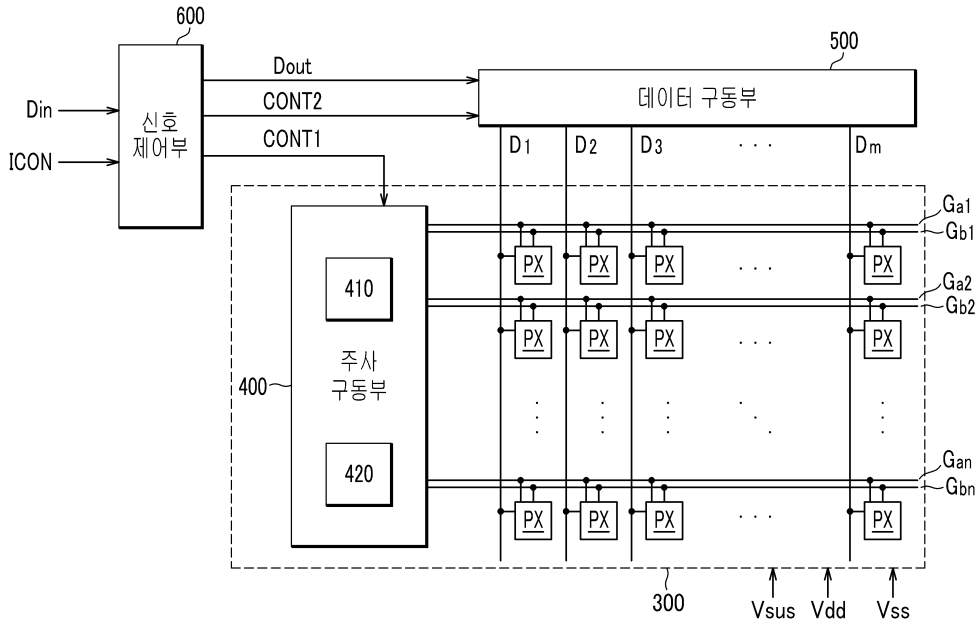 600
Dout
500
Din
신호
제어부
CONT2
데이터 구동부
ICON
CONT1
D1 D2 D3 · · · Dm
Ga1
Gb1
PX PX PX · · · PX
410
Ga2
Gb2
PX PX PX · · · PX
400
주사
구동부
420
Gan
Gbn
PX PX PX · · · PX
300
Vsus Vdd Vss